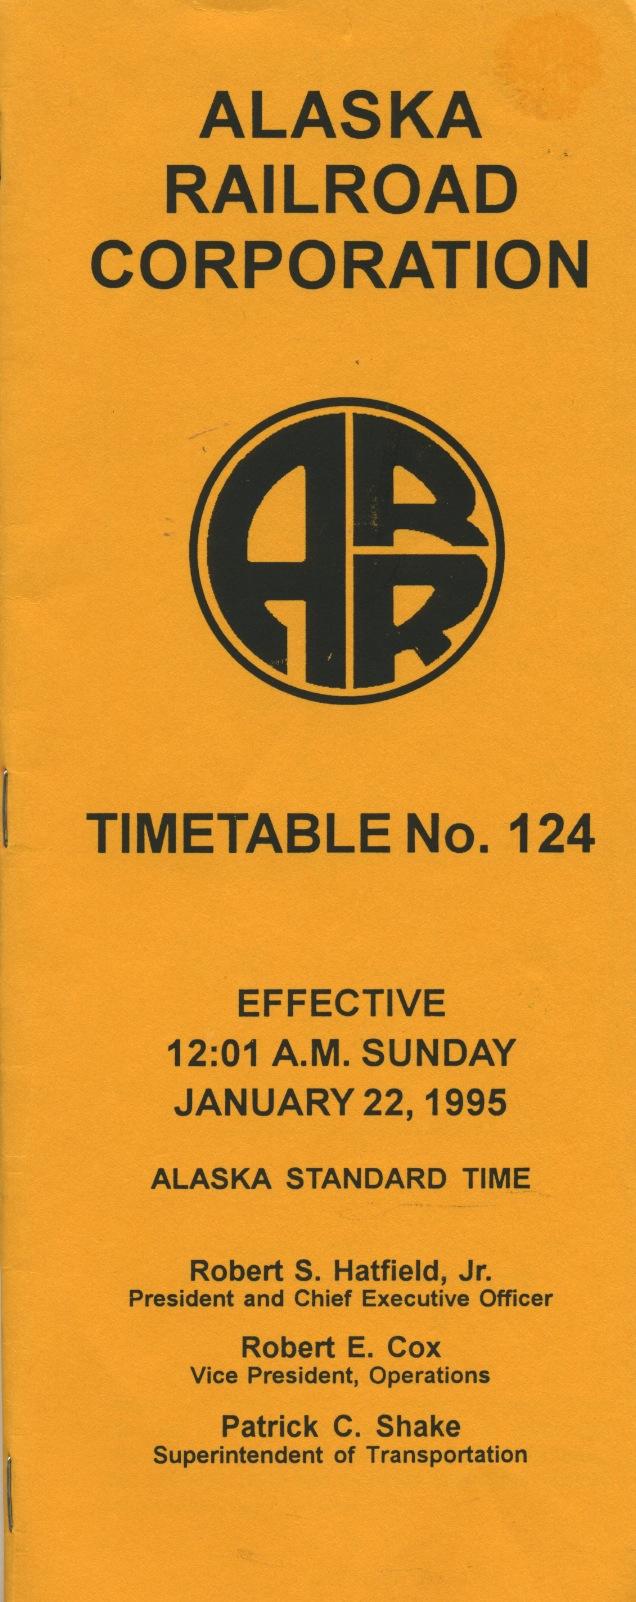 ALASKA
RAILROAD
CORPORATION
ARR
TIMETABLE No. 124
EFFECTIVE
12:01 A.M. SUNDAY
JANUARY 22, 1995
ALASKA STANDARD TIME
Robert S. Hatfield, Jr.
President and Chief Executive Officer
Robert E. Cox
Vice President, Operations
Patrick C. Shake
Superintendent of Transportation